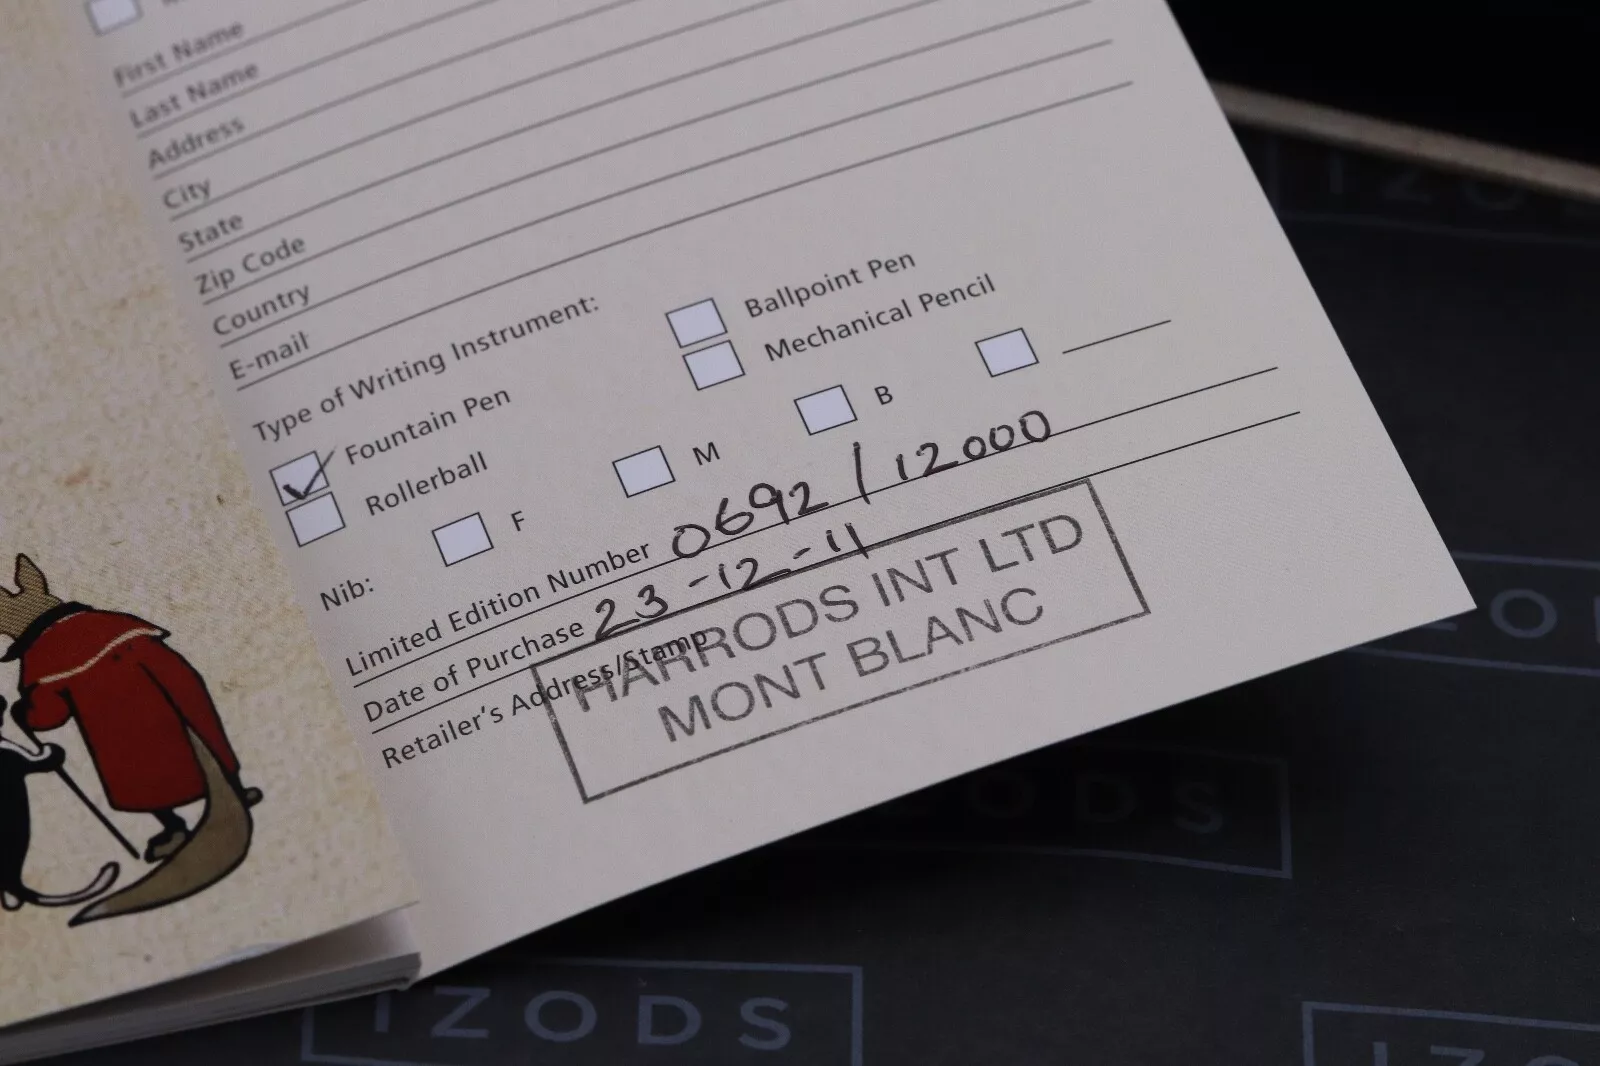 First Name
Last Name
Address
City
State
Zip Code
Country
E-mail
Type of Writing Instrument:
Fountain Pen
Ballpoint Pen
Rollerball
Mechanical Pencil
Nib:
F
M
B
Limited Edition Number 0692 / 12000
Date of Purchase 23-12-11
Retailer's Address/Stamp
HARRODS INT LTD
MONT BLANC
IZODS
IZODS